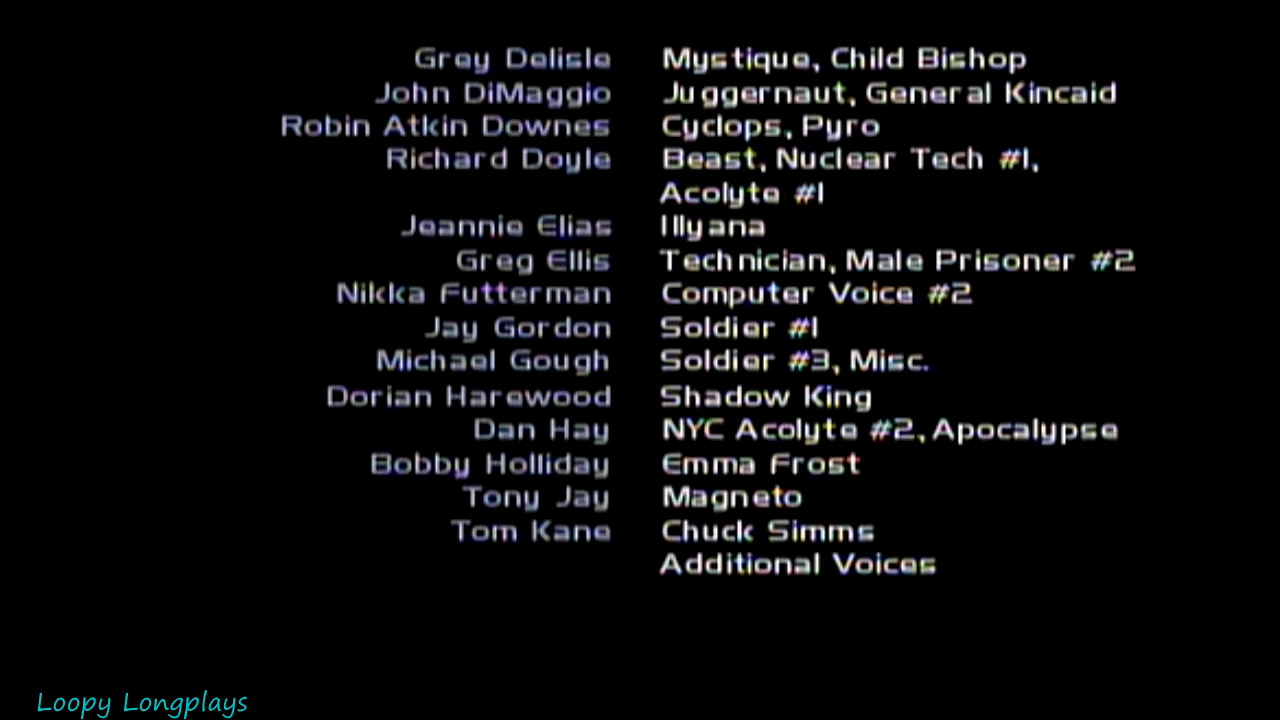 Grey Delisle Mystique, Child Bishop
John DiMaggio Juggernaut, General Kincaid
Robin Atkin Downes Cyclops, Pyro
Richard Doyle Beast, Nuclear Tech #1,
Acolyte #1
Jeannie Elias Illyana
Greg Ellis Technician, Male Prisoner #2
Nikka Futterman Computer Voice #2
Jay Gordon Soldier #1
Michael Gough Soldier #3, Misc.
Dorian Harewood Shadow King
Dan Hay NYC Acolyte #2, Apocalypse
Bobby Holliday Emma Frost
Tony Jay Magneto
Tom Kane Chuck Simms
Additional Voices
Loopy Longplays